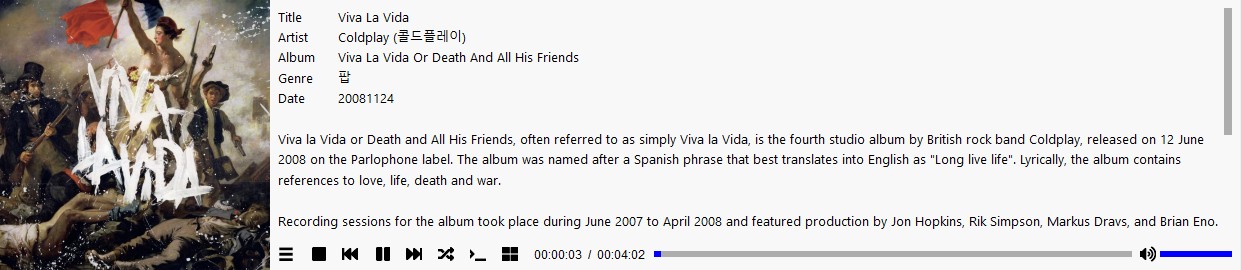 VIVA
LA VIDA
Title Viva La Vida
Artist Coldplay (콜드플레이)
Album Viva La Vida Or Death And All His Friends
Genre 팝
Date 20081124
Viva la Vida or Death and All His Friends, often referred to as simply Viva la Vida, is the fourth studio album by British rock band Coldplay, released on 12 June
2008 on the Parlophone label. The album was named after a Spanish phrase that best translates into English as "Long live life". Lyrically, the album contains
references to love, life, death and war.
Recording sessions for the album took place during June 2007 to April 2008 and featured production by Jon Hopkins, Rik Simpson, Markus Dravs, and Brian Eno.
00:00:03 / 00:04:02